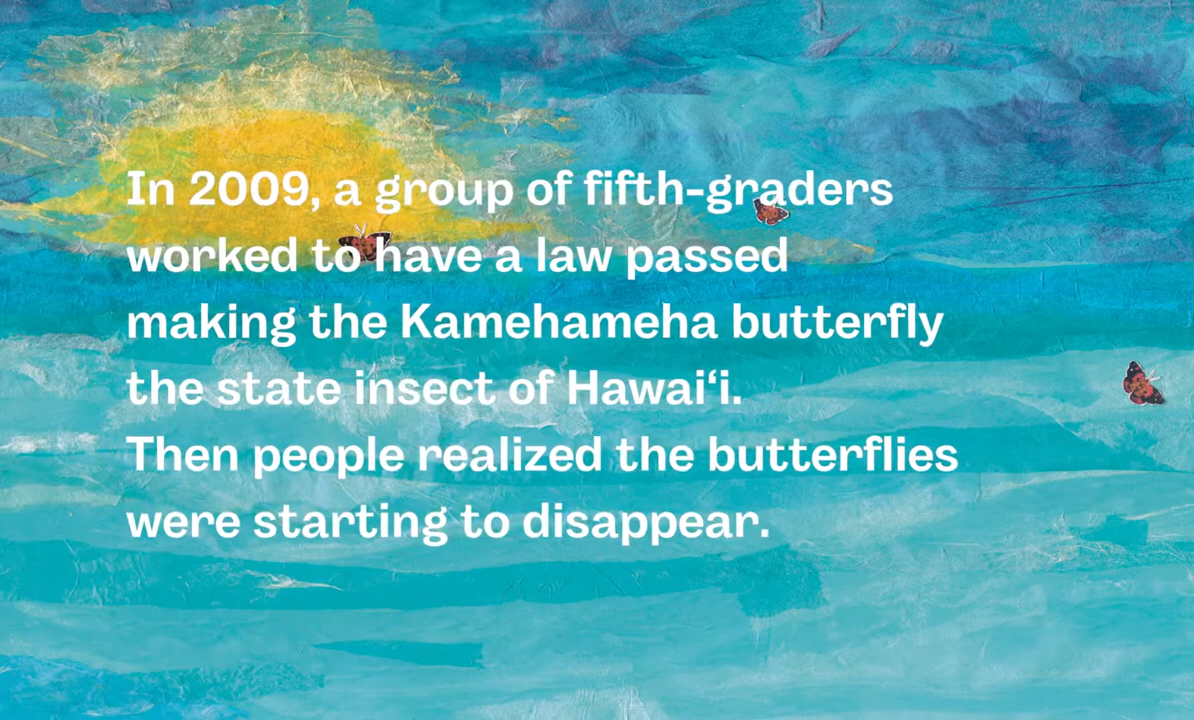 In 2009, a group of fifth-graders
worked to have a law passed
making the Kamehameha butterfly
the state insect of Hawai‘i.
Then people realized the butterflies
were starting to disappear.